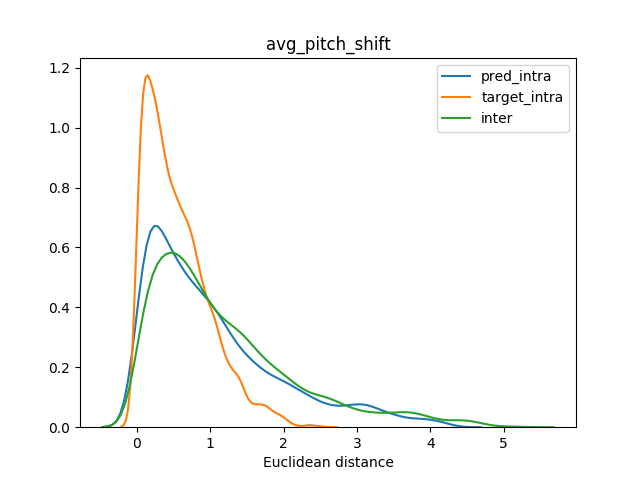 avg_pitch_shift
pred_intra
target_intra
inter
1.2
1.0
0.8
0.6
0.4
0.2
0.0
0 1 2 3 4 5
Euclidean distance